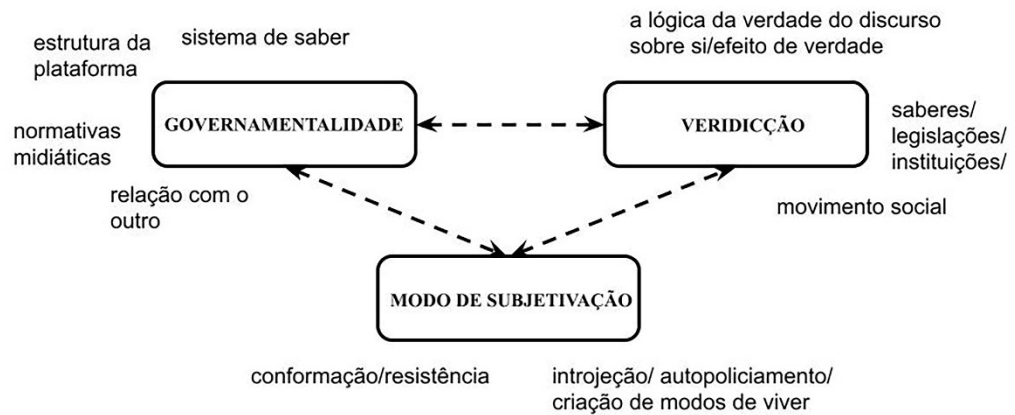 estrutura da
plataforma
sistema de saber
a lógica da verdade do discurso
sobre si/efeito de verdade
GOVERNAMENTALIDADE
VERIDICÇÃO
normativas
midiáticas
saberes/
legislações/
instituições/
relação com o
outro
movimento social
MODO DE SUBJETIVAÇÃO
conformação/resistência
introjeção/ autopoliciamento/
criação de modos de viver